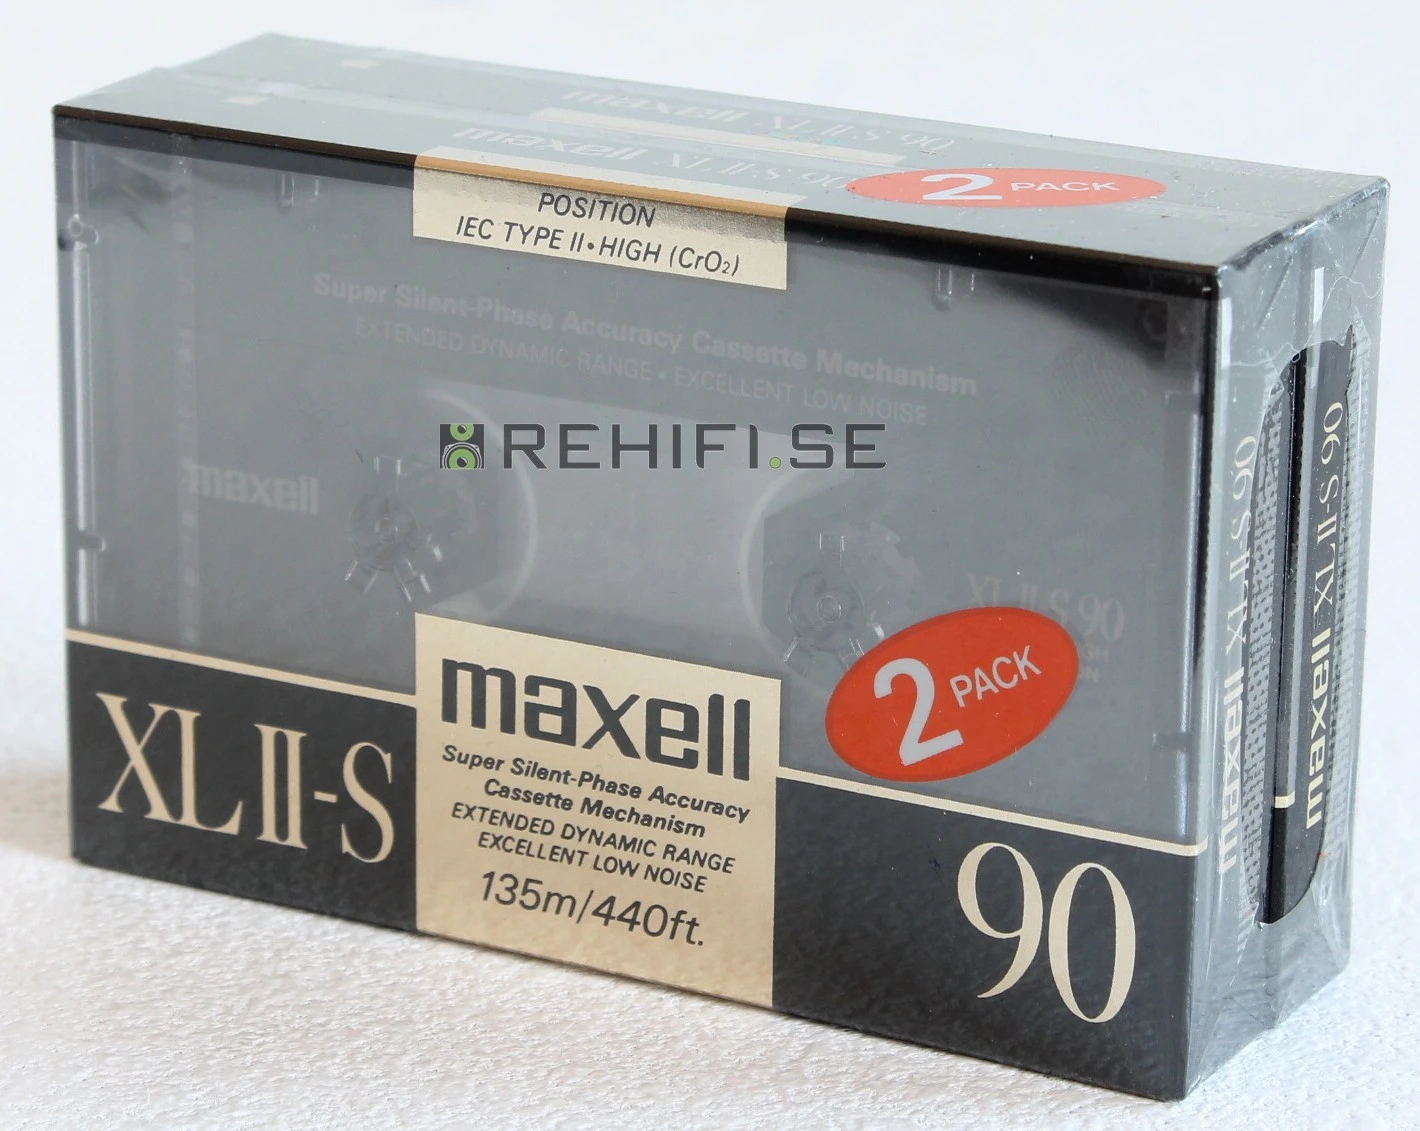 maxell XL II-S 90
maxell XL II-S 90
2 PACK
POSITION
IEC TYPE II•HIGH (CrO₂)
Super Silent-Phase Accuracy Cassette Mechanism
EXTENDED DYNAMIC RANGE • EXCELLENT LOW NOISE
REHIFI.SE
maxell
XL II-S 90
2 PACK
XL II-S
maxell
Super Silent-Phase Accuracy
Cassette Mechanism
EXTENDED DYNAMIC RANGE
EXCELLENT LOW NOISE
135m/440ft.
90
maxell XL II-S 90
maxell XL II-S 90